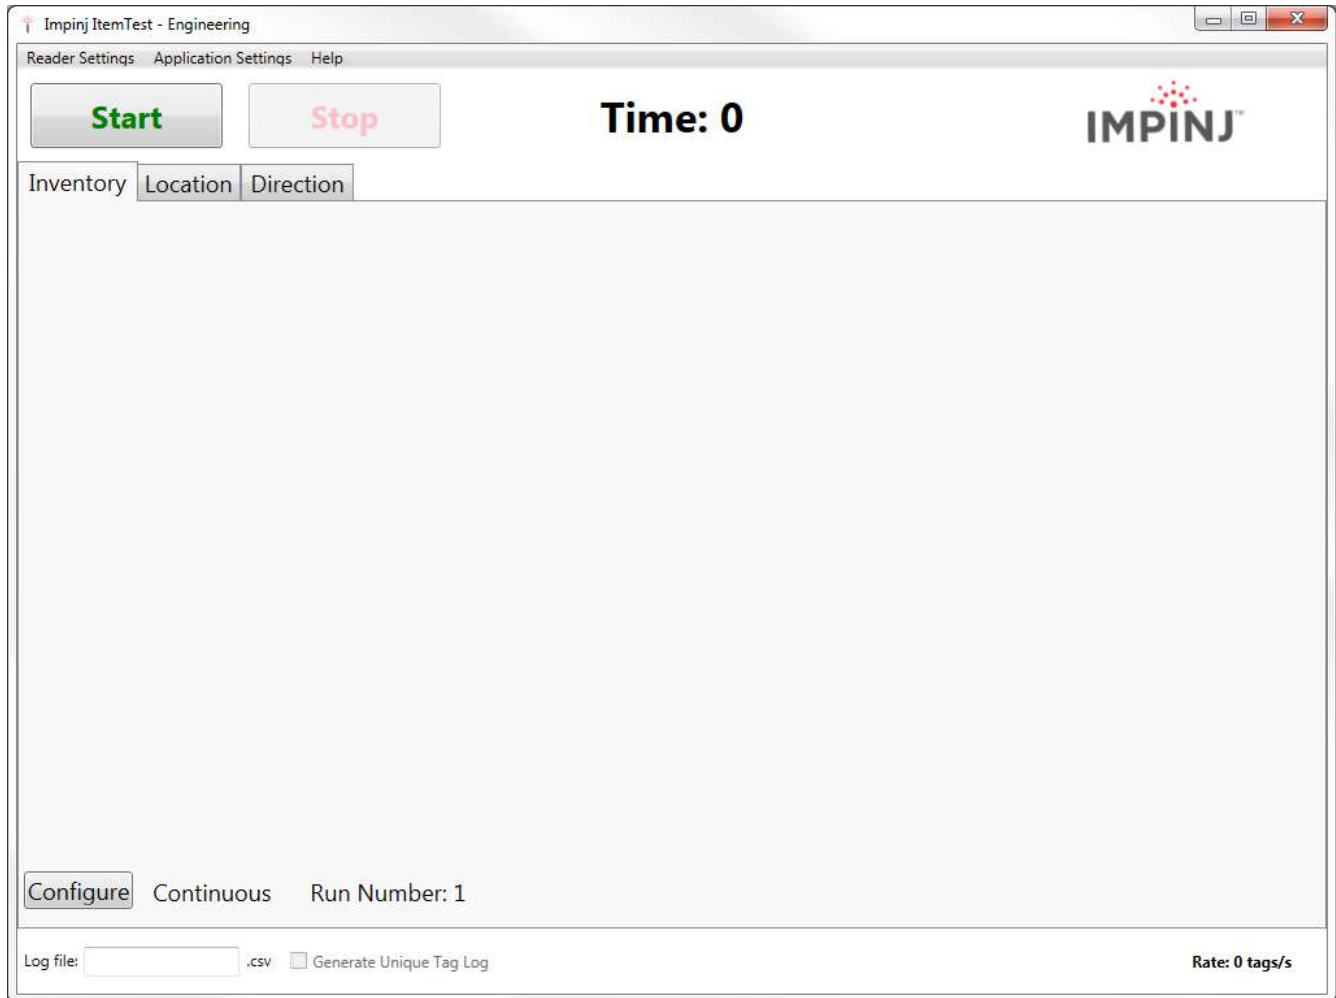 Impinj ItemTest - Engineering
Reader Settings Application Settings Help
Start Stop Time: 0 IMPINJ™
Inventory Location Direction
Configure Continuous Run Number: 1
Log file: .csv Generate Unique Tag Log Rate: 0 tags/s